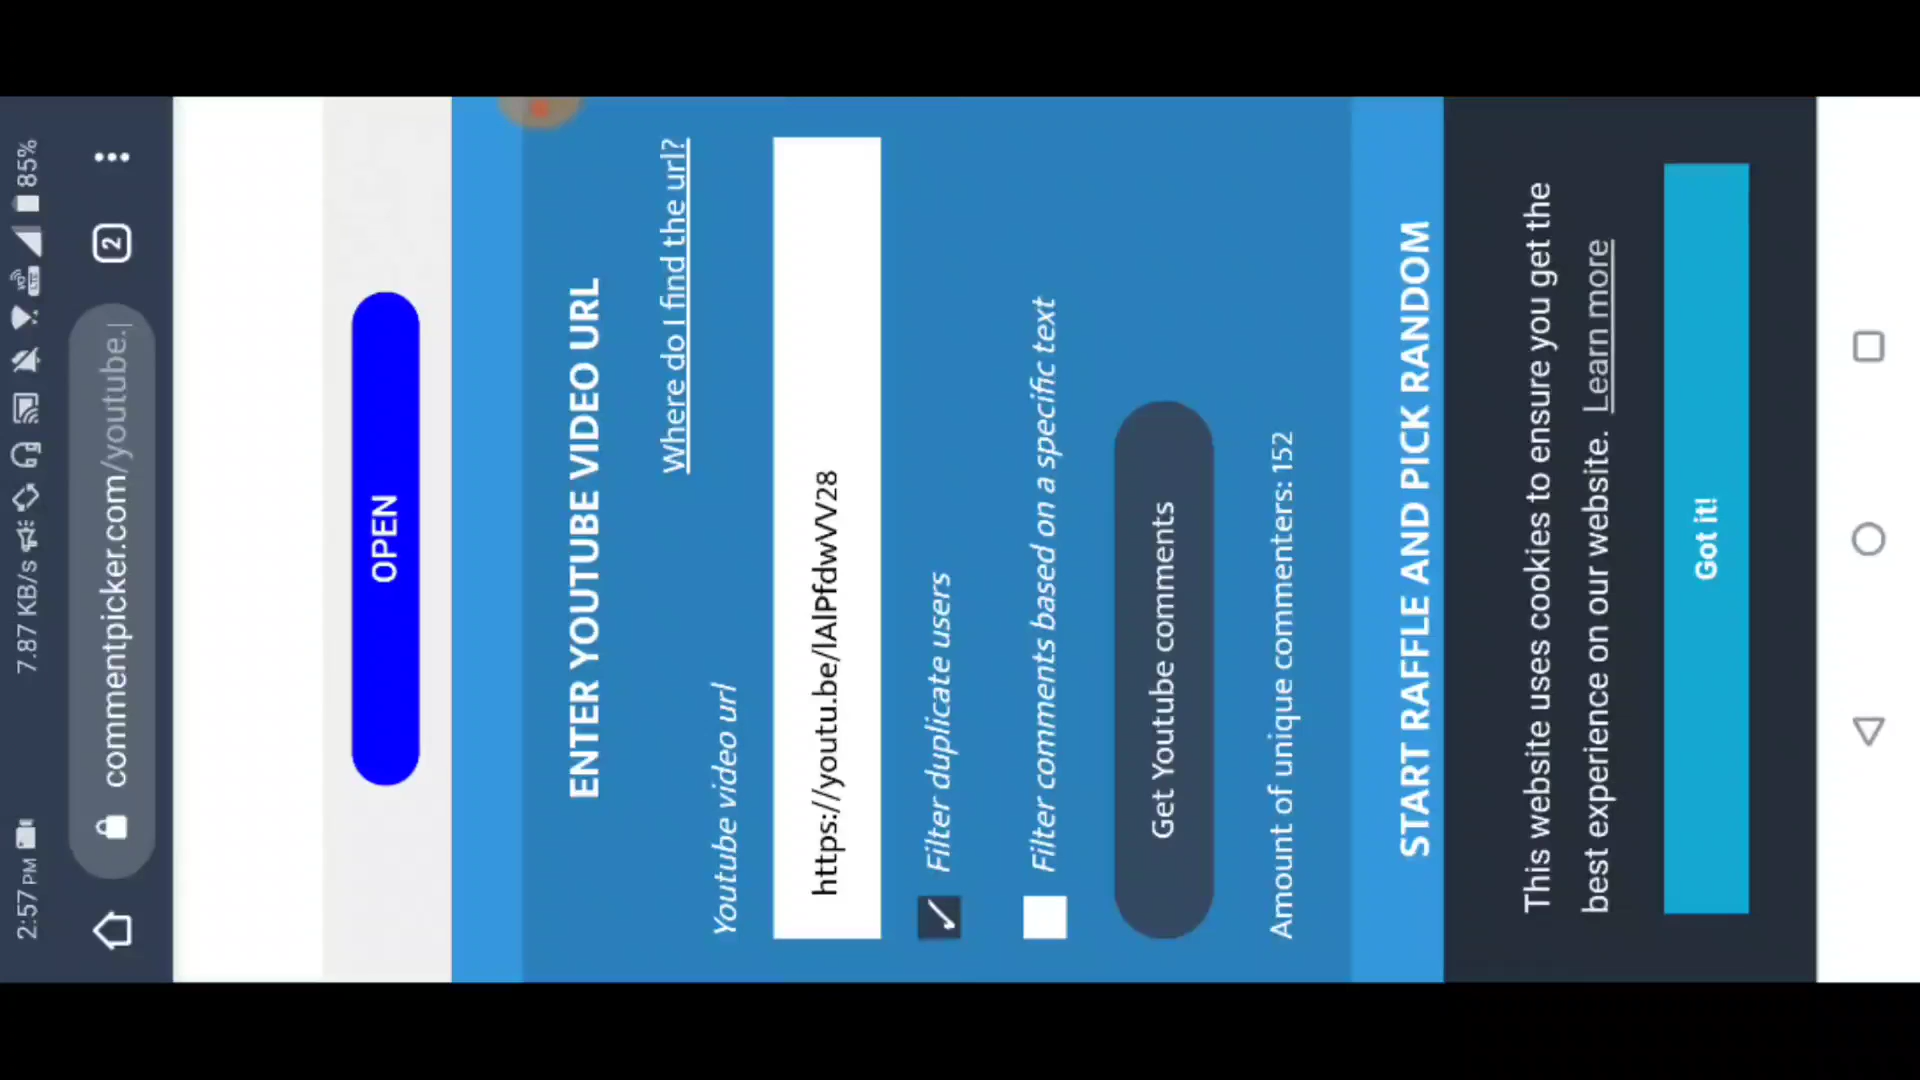 2:57 PM 7.87 KB/s 85%
commentpicker.com/youtube.
2
OPEN
ENTER YOUTUBE VIDEO URL
Where do I find the url?
Youtube video url
https://youtu.be/lAlPfdwVV28
Filter duplicate users
Filter comments based on a specific text
Get Youtube comments
Amount of unique commenters: 152
START RAFFLE AND PICK RANDOM
This website uses cookies to ensure you get the
best experience on our website. Learn more
Got it!